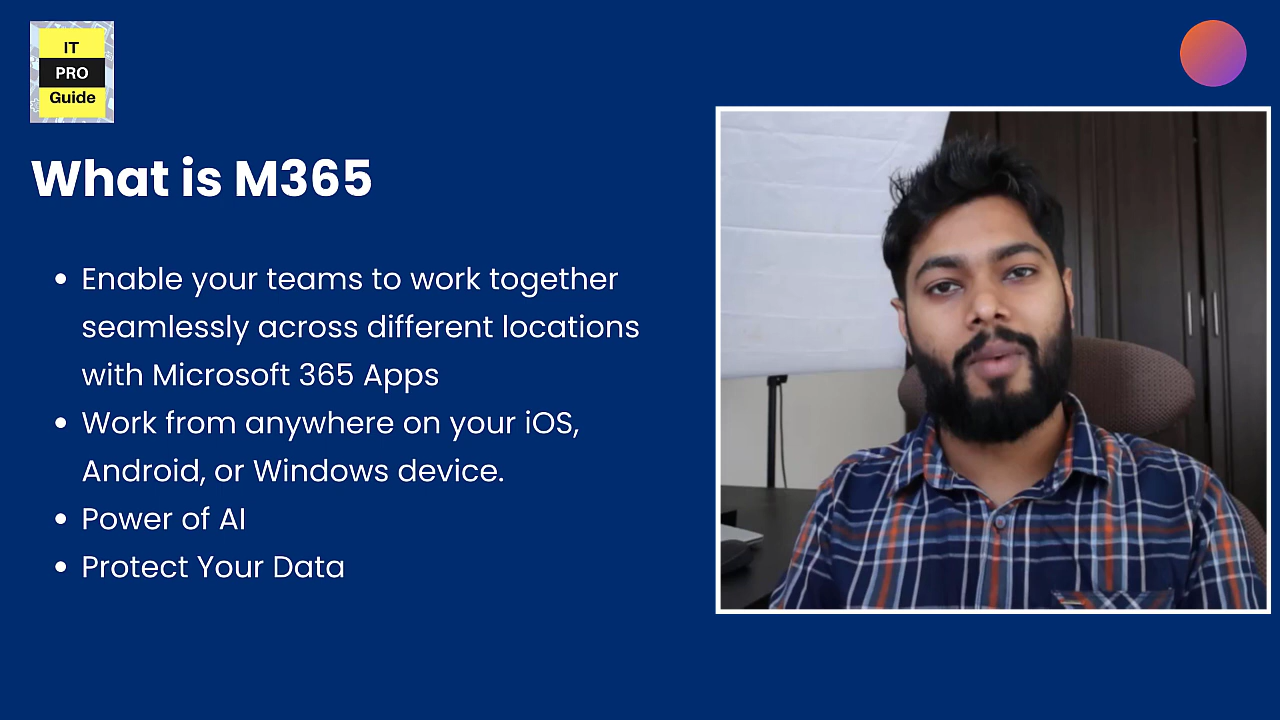 IT
PRO
Guide
What is M365
• Enable your teams to work together
seamlessly across different locations
with Microsoft 365 Apps
• Work from anywhere on your iOS,
Android, or Windows device.
• Power of AI
• Protect Your Data